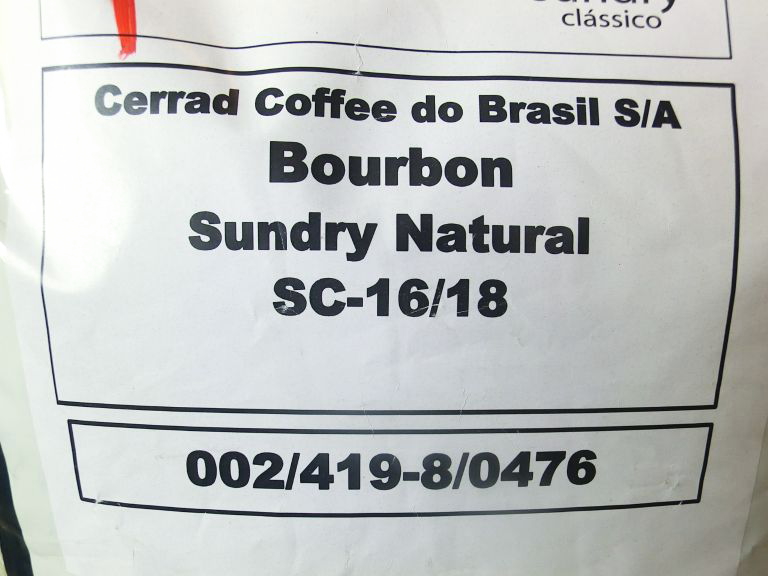 clássico
Cerrad Coffee do Brasil S/A
Bourbon
Sundry Natural
SC-16/18
002/419-8/0476